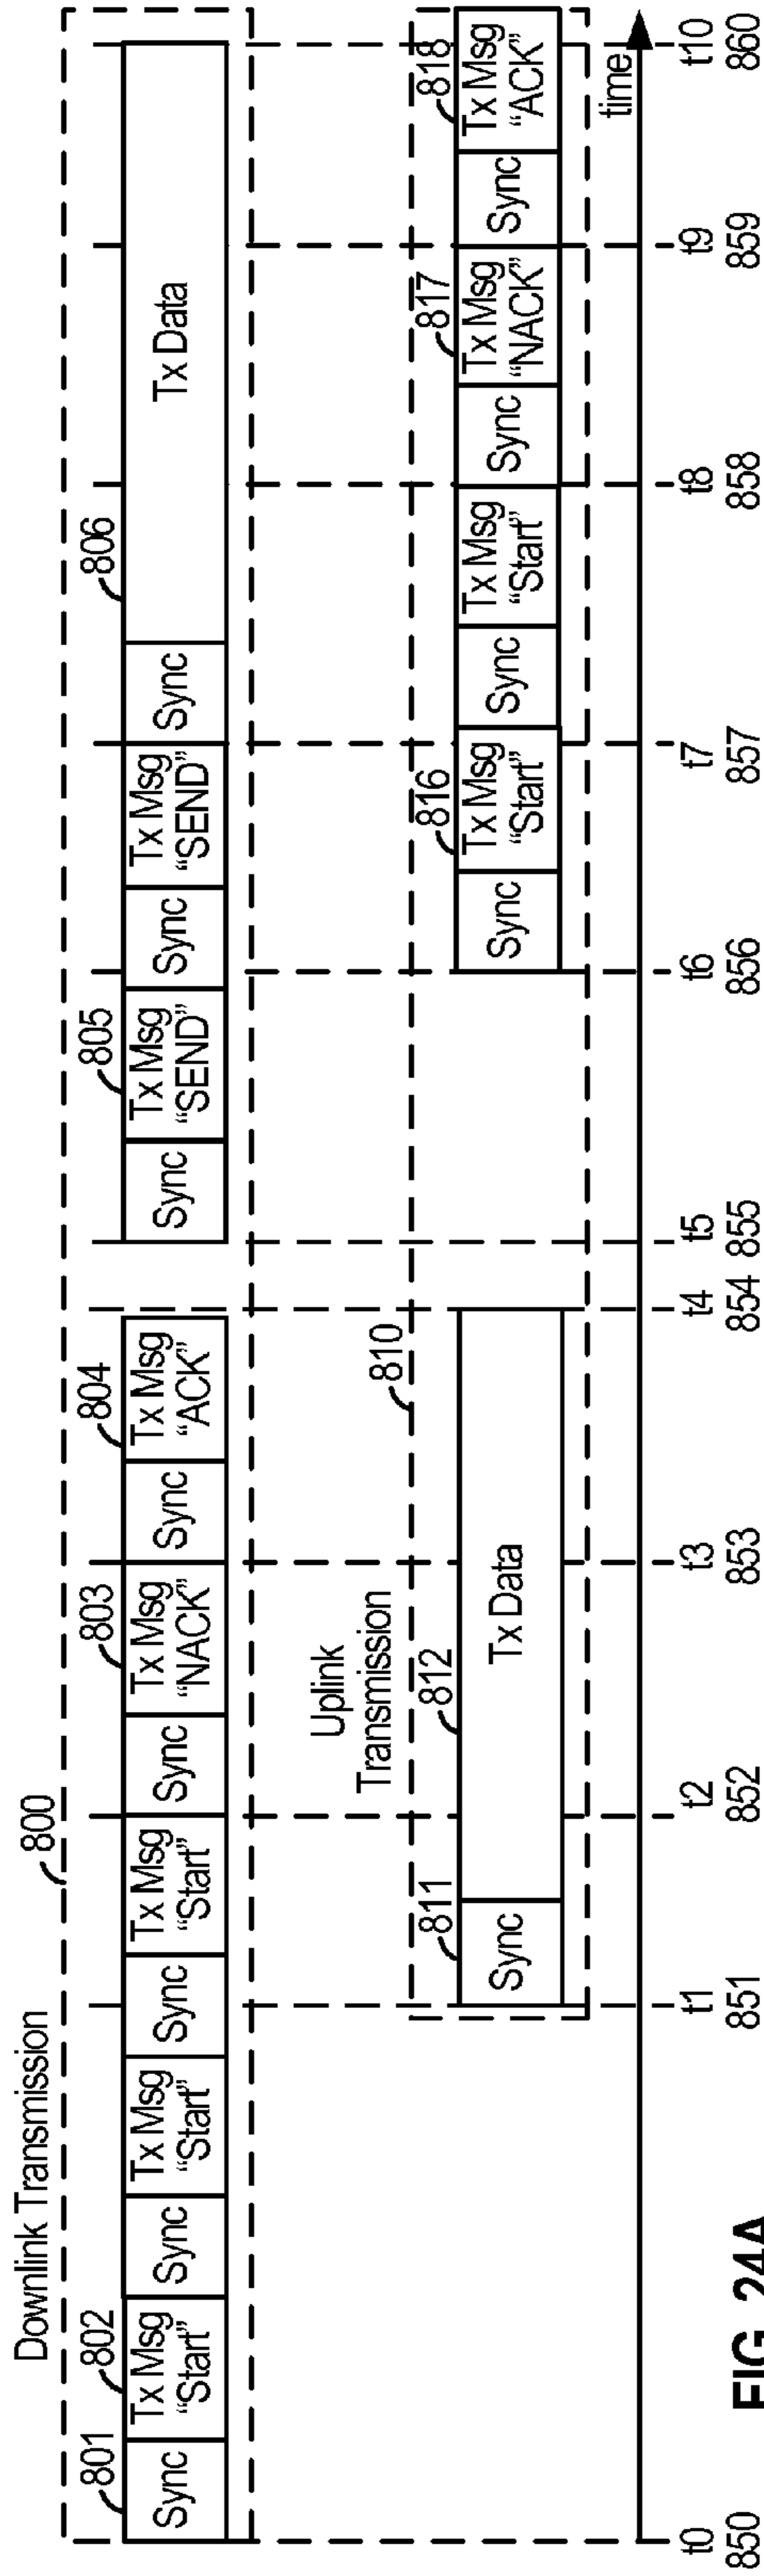 Downlink Transmission
800
801
802
803
804
805
806
Sync
Tx Msg
“Start”
Sync
Tx Msg
“Start”
Sync
Tx Msg
“Start”
Sync
Tx Msg
“NACK”
Sync
Tx Msg
“ACK”
Sync
Tx Msg
“SEND”
Sync
Tx Msg
“SEND”
Sync
Tx Data
Uplink
Transmission
810
811
812
816
817
818
Sync
Tx Data
Sync
Tx Msg
“Start”
Sync
Tx Msg
“Start”
Sync
Tx Msg
“NACK”
Sync
Tx Msg
“ACK”
time
t0
t1
t2
t3
t4
t5
t6
t7
t8
t9
t10
850
851
852
853
854
855
856
857
858
859
860
FIG. 24A